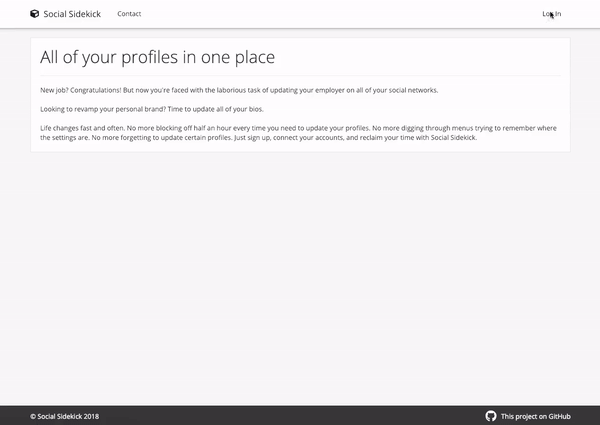 Social Sidekick Contact Log In
All of your profiles in one place
New job? Congratulations! But now you're faced with the laborious task of updating your employer on all of your social networks.
Looking to revamp your personal brand? Time to update all of your bios.
Life changes fast and often. No more blocking off half an hour every time you need to update your profiles. No more digging through menus trying to remember where
the settings are. No more forgetting to update certain profiles. Just sign up, connect your accounts, and reclaim your time with Social Sidekick.
© Social Sidekick 2018 This project on GitHub